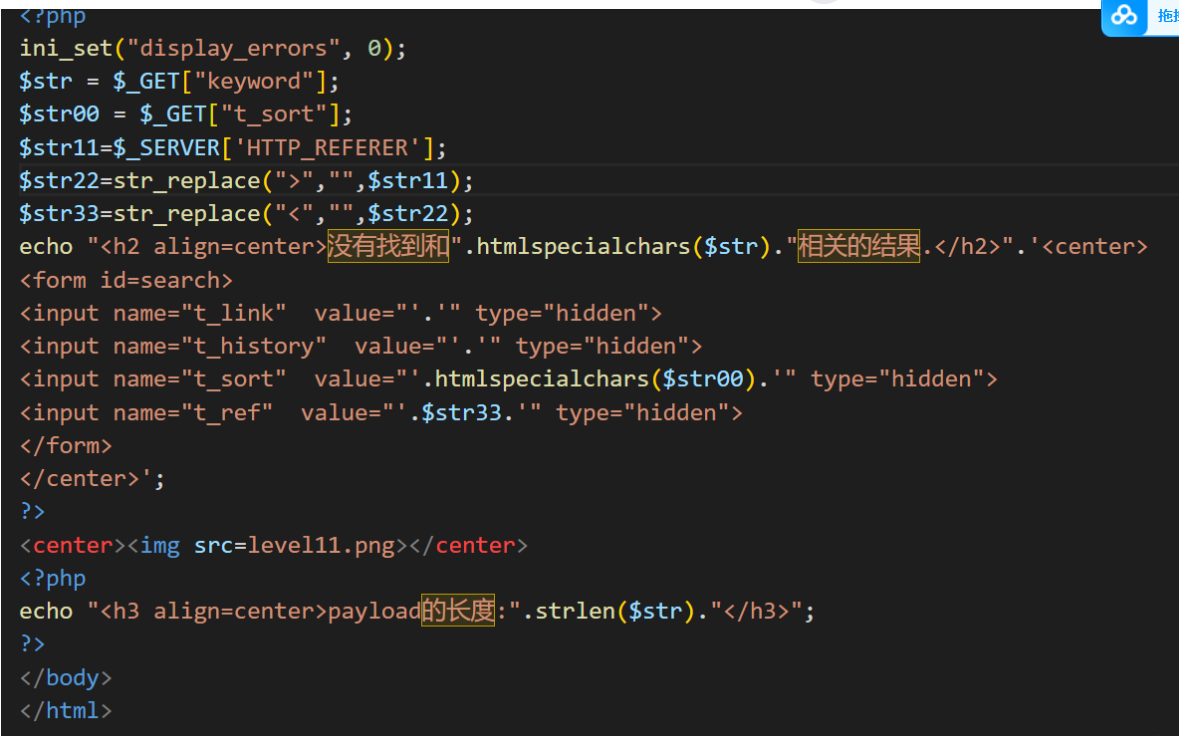 <?php
拖拽
ini_set("display_errors", 0);
$str = $_GET["keyword"];
$str00 = $_GET["t_sort"];
$str11=$_SERVER['HTTP_REFERER'];
$str22=str_replace(">","",$str11);
$str33=str_replace("<","",$str22);
echo "<h2 align=center>没有找到和".htmlspecialchars($str)."相关的结果.</h2>".'<center>
<form id=search>
<input name="t_link"  value="'.'" type="hidden">
<input name="t_history"  value="'.'" type="hidden">
<input name="t_sort"  value="'.htmlspecialchars($str00).'" type="hidden">
<input name="t_ref"  value="'.$str33.'" type="hidden">
</form>
</center>';
?>
<center><img src=level11.png></center>
<?php
echo "<h3 align=center>payload的长度:".strlen($str)."</h3>";
?>
</body>
</html>